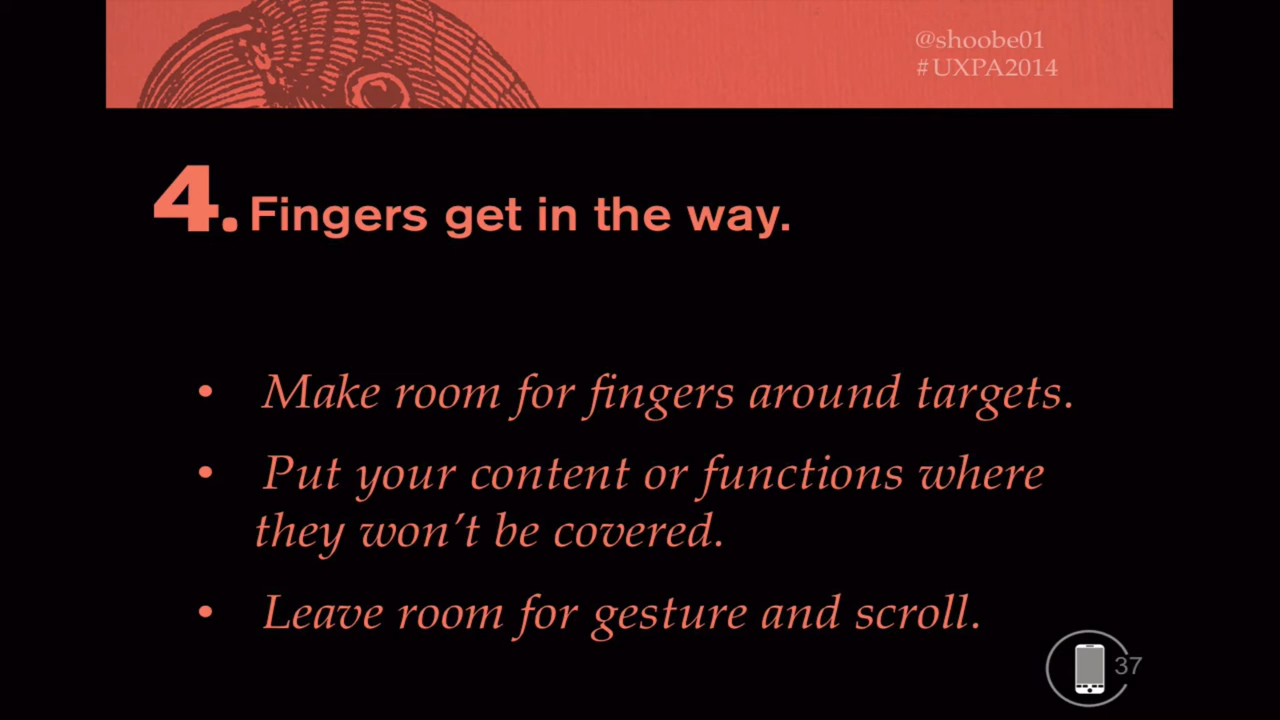 @shoobe01
#UXPA2014
4. Fingers get in the way.
• Make room for fingers around targets.
• Put your content or functions where
they won’t be covered.
• Leave room for gesture and scroll.
37